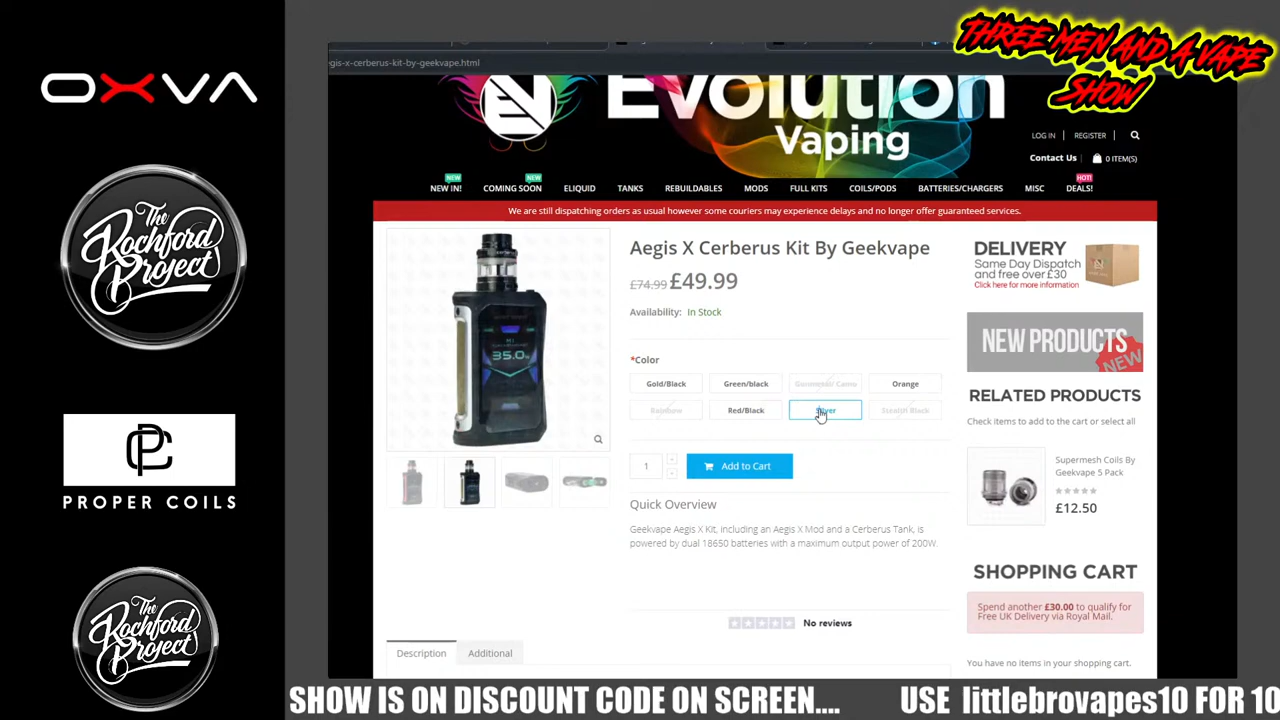 OXVA
The
Rochford
Project
PC
PROPER COILS
The
Rochford
Project
THREE MEN AND A VAPE
SHOW
gis-x-cerberus-kit-by-geekvape.html
Evolution
Vaping
LOG IN | REGISTER
Contact Us
0 ITEM(S)
NEW
NEW
HOT!
NEW IN!
COMING SOON
ELIQUID
TANKS
REBUILDABLES
MODS
FULL KITS
COILS/PODS
BATTERIES/CHARGERS
MISC
DEALS!
We are still dispatching orders as usual however some couriers may experience delays and no longer offer guaranteed services.
35.0
Aegis X Cerberus Kit By Geekvape
£74.99 £49.99
Availability: In Stock
*Color
Gold/Black
Green/black
Orange
Rainbow
Red/Black
Silver
Stealth Black
1
Add to Cart
Quick Overview
Geekvape Aegis X Kit, including an Aegis X Mod and a Cerberus Tank, is
powered by dual 18650 batteries with a maximum output power of 200W.
No reviews
Description
Additional
DELIVERY
Same Day Dispatch
and free over £30
Click here for more information
NEW PRODUCTS
NEW
RELATED PRODUCTS
Check items to add to the cart or select all
Supermesh Coils By
Geekvape 5 Pack
£12.50
SHOPPING CART
Spend another £30.00 to qualify for
Free UK Delivery via Royal Mail.
You have no items in your shopping cart.
SHOW IS ON DISCOUNT CODE ON SCREEN.... USE littlebrovapes10 FOR 10